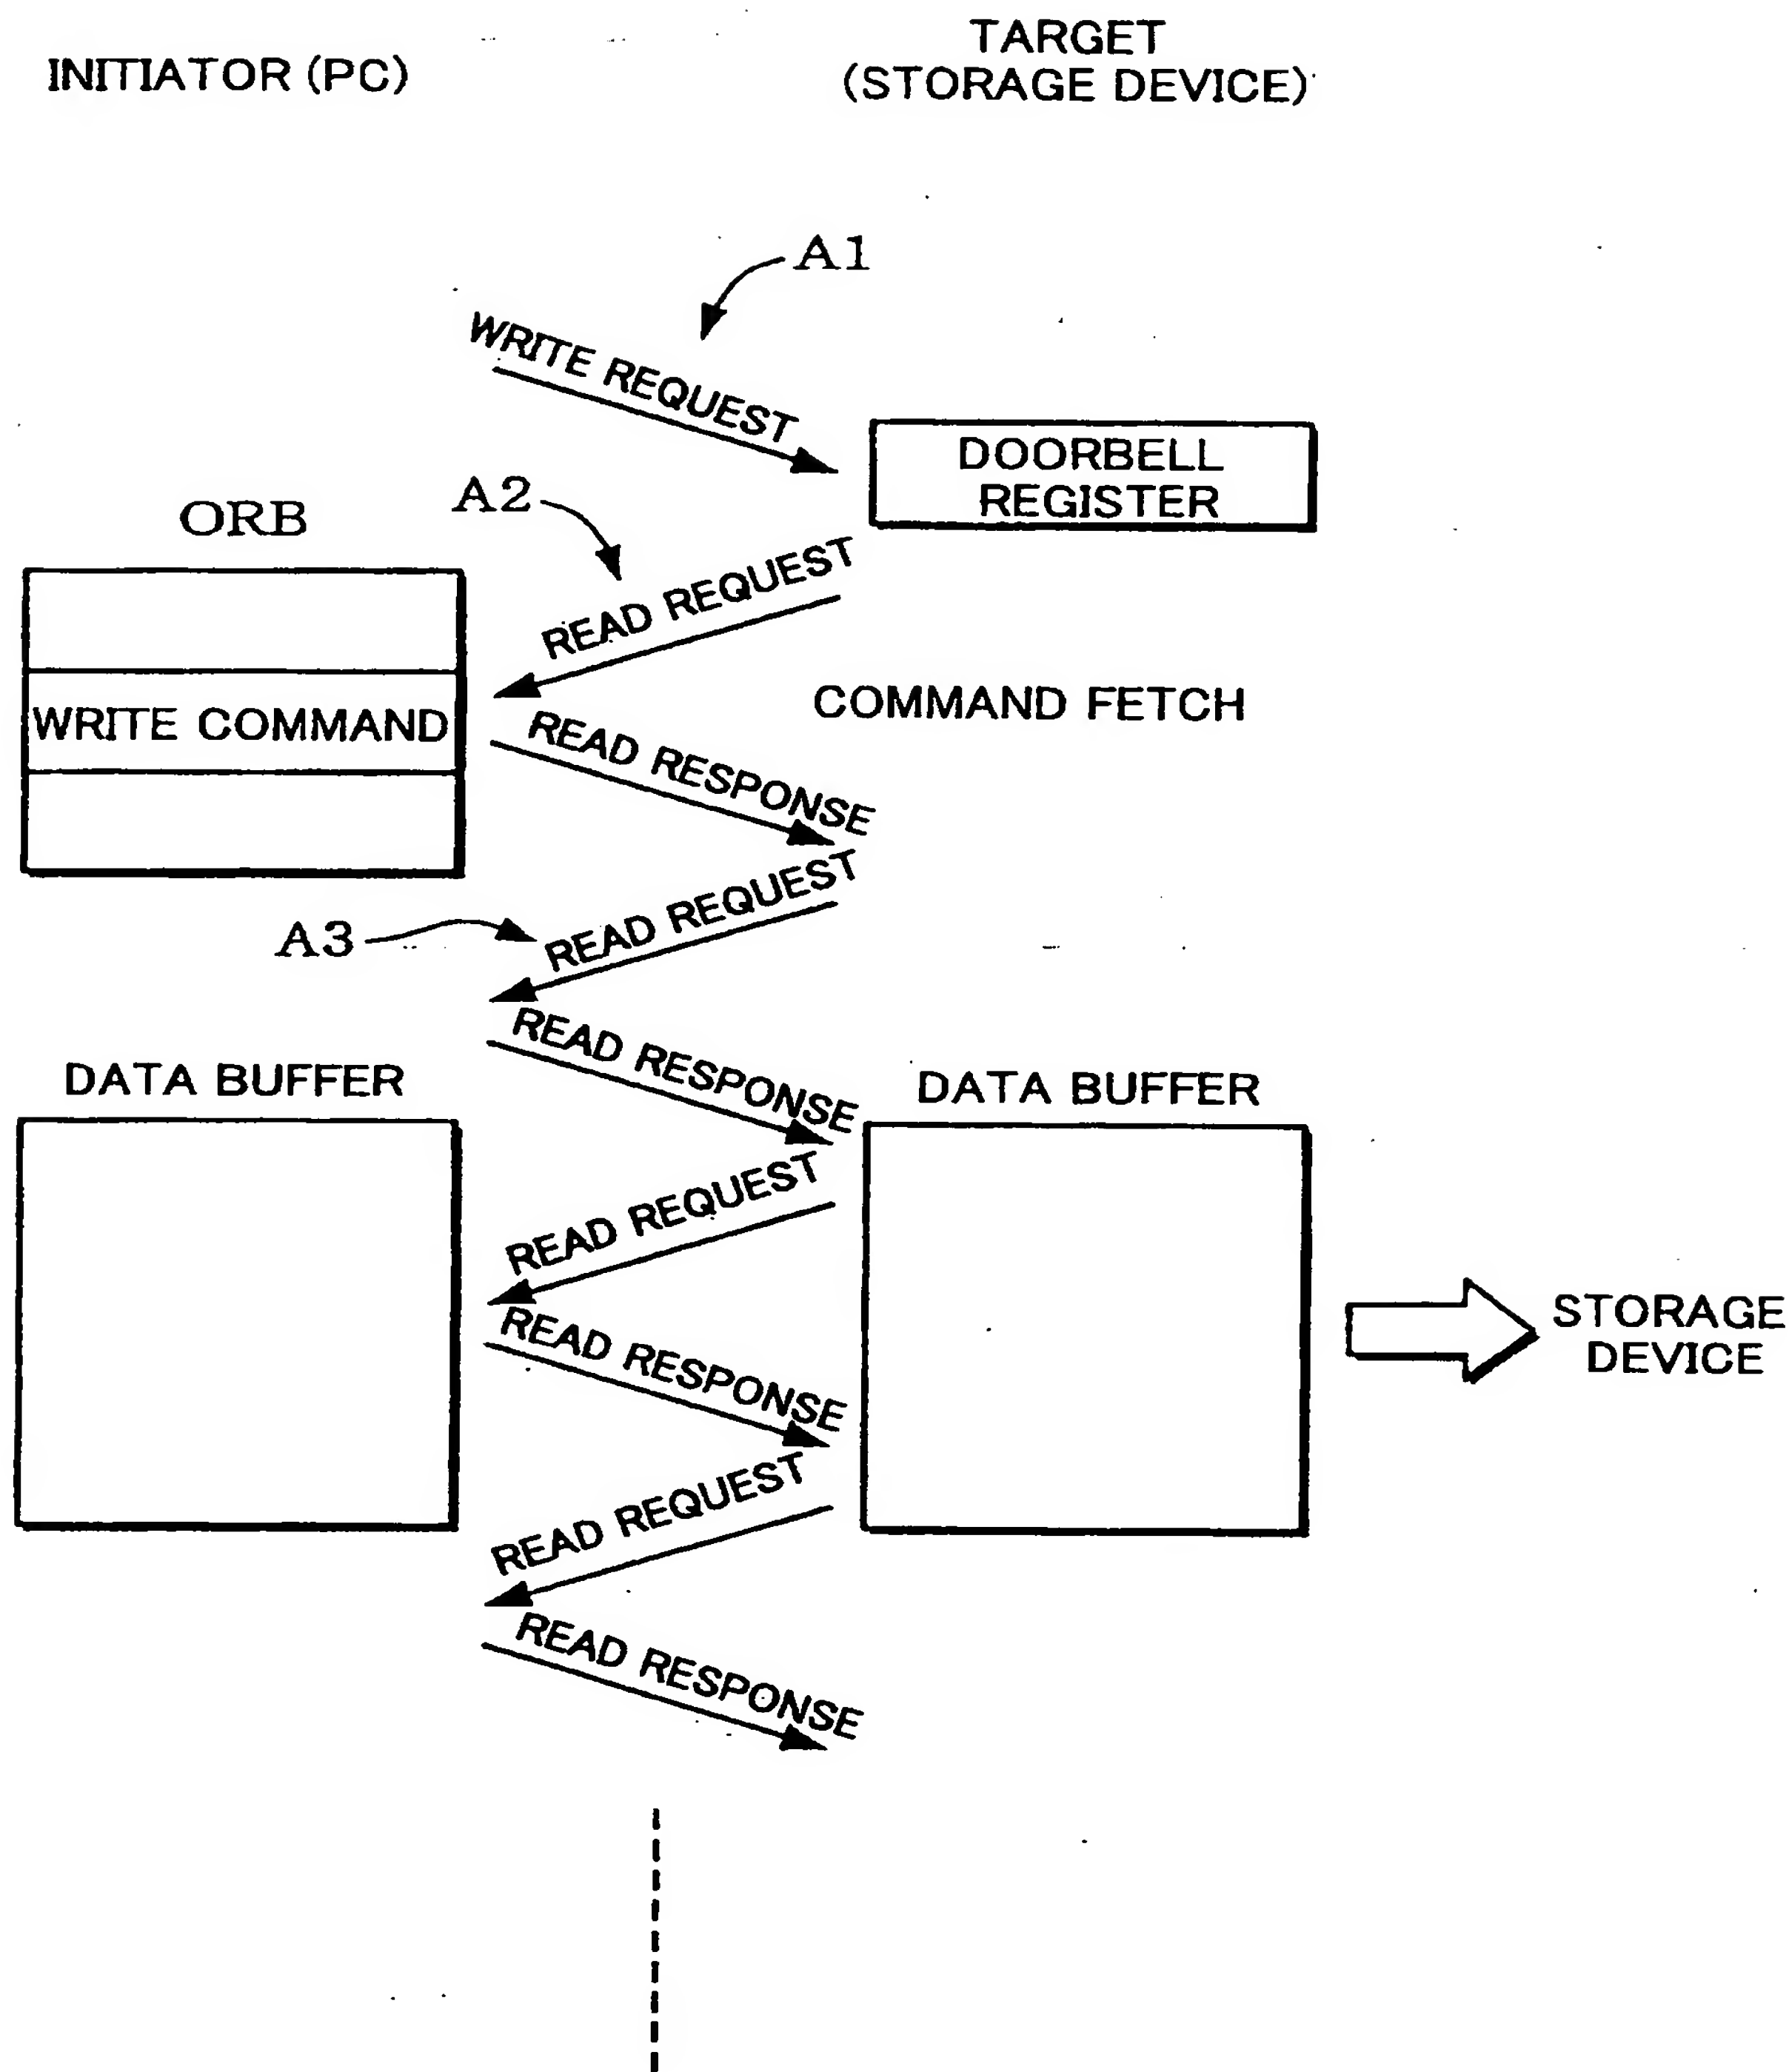 INITIATOR (PC)
TARGET
(STORAGE DEVICE)
A1
WRITE REQUEST
DOORBELL
REGISTER
A2
ORB
READ REQUEST
WRITE COMMAND
COMMAND FETCH
READ RESPONSE
READ REQUEST
A3
READ RESPONSE
DATA BUFFER
DATA BUFFER
READ REQUEST
STORAGE
DEVICE
READ RESPONSE
READ REQUEST
READ RESPONSE